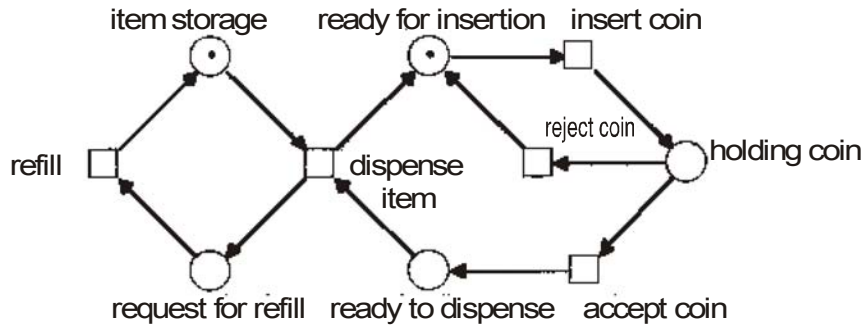 item storage
ready for insertion
insert coin
reject coin
refill
dispense
item
holding coin
request for refill
ready to dispense
accept coin